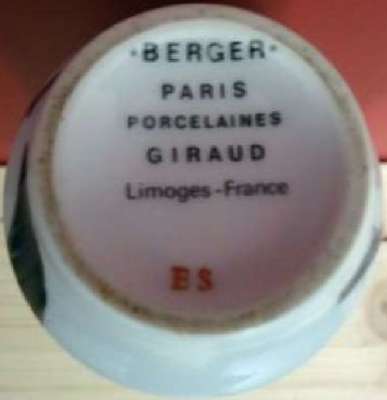 ·BERGER·
PARIS
PORCELAINES
GIRAUD
Limoges-France
ES